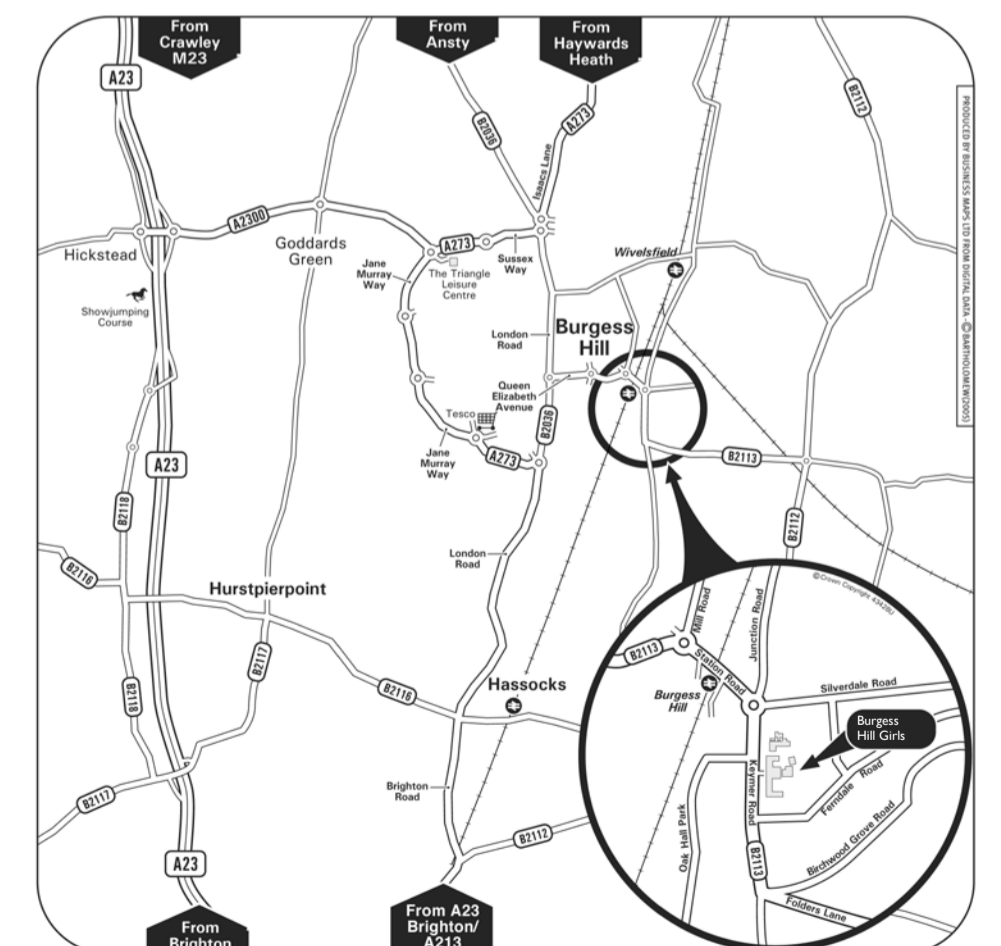 From
Crawley
M23
From
Ansty
From
Haywards
Heath
A23
B2036
A273
B2112
Isaacs Lane
PRODUCED BY BUSINESS MAPS LTD FROM DIGITAL DATA - ©BARTHOLOMEW(2005)
A2300
Hickstead
Goddards
Green
A273
Sussex
Way
Jane
Murray
Way
The Triangle
Leisure
Centre
Wivelsfield
Showjumping
Course
London
Road
Burgess
Hill
Queen
Elizabeth
Avenue
Tesco
B2036
Jane
Murray
Way
A273
B2113
A23
B2118
B2112
London
Road
B2116
Hurstpierpoint
©Crown Copyright 43426U
Mill Road
Junction Road
B2113
Station Road
B2117
B2118
B2116
Hassocks
Burgess
Hill
Silverdale Road
Burgess
Hill Girls
Keymer Road
Ferndale Road
Brighton
Road
B2117
Oak Hall Park
Birchwood Grove Road
B2112
A23
B2113
Folders Lane
From
Brighton
From A23
Brighton/
A213